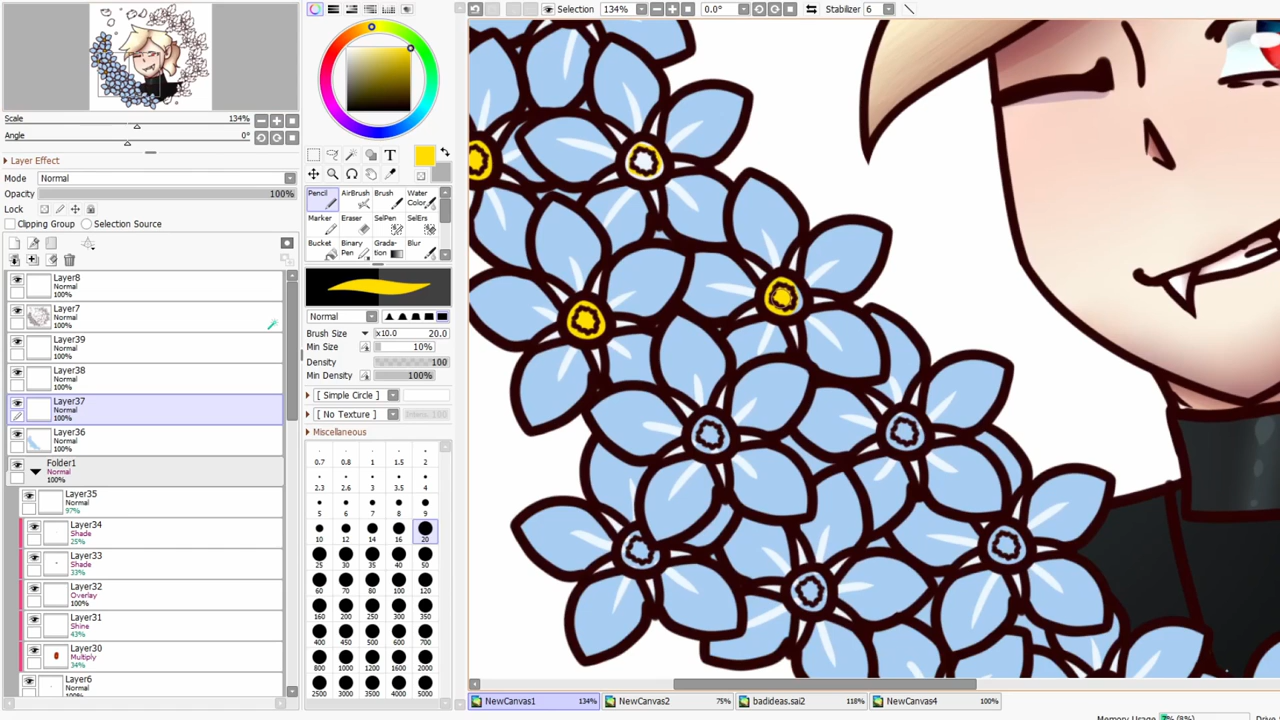 Selection 134% 0.0° Stabilizer 6
Scale 134%
Angle 0°
Layer Effect
Mode Normal
Opacity 100%
Lock
Clipping Group Selection Source
Layer8
Normal
100%
Layer7
Normal
100%
Layer39
Normal
100%
Layer38
Normal
100%
Layer37
Normal
100%
Layer36
Normal
100%
Folder1
Normal
100%
Layer35
Normal
97%
Layer34
Shade
25%
Layer33
Shade
33%
Layer32
Overlay
100%
Layer31
Shine
43%
Layer30
Multiply
34%
Layer6
Normal
T
Pencil AirBrush Brush Water Color
Marker Eraser SelPen SelErs
Bucket Binary Pen Grada-tion Blur
Normal
Brush Size x10.0 20.0
Min Size 10%
Density 100
Min Density 100%
[ Simple Circle ]
[ No Texture ] Intens. 100
Miscellaneous
0.7 0.8 1 1.5 2
2.3 2.6 3 3.5 4
5 6 7 8 9
10 12 14 16 20
25 30 35 40 50
60 70 80 100 120
160 200 250 300 350
400 450 500 600 700
800 1000 1200 1600 2000
2500 3000 3500 4000 5000
NewCanvas1 134% NewCanvas2 75% badideas.sai2 118% NewCanvas4 100%
Memory Usage 7% (8%) Drive